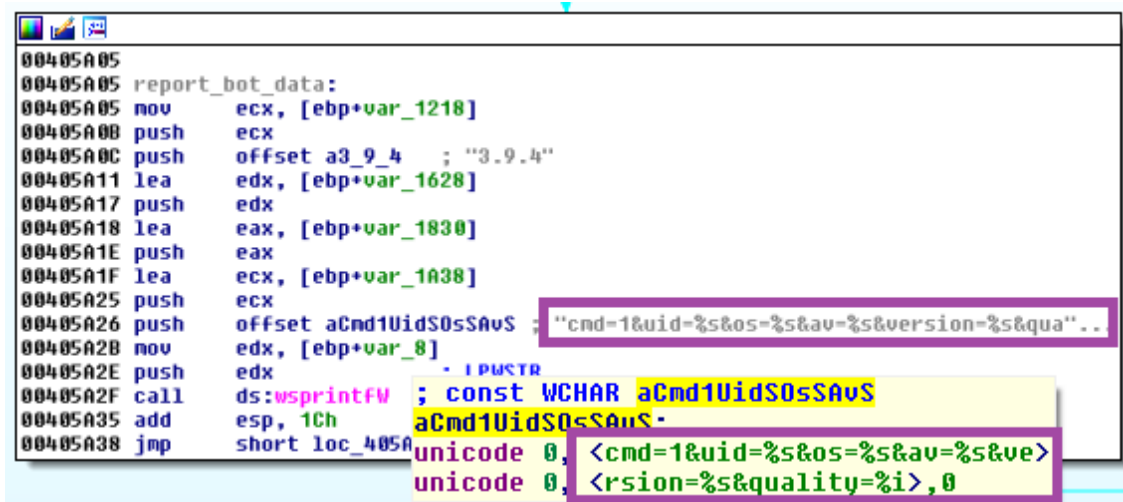 00405A05
00405A05 report_bot_data:
00405A05 mov ecx, [ebp+var_1218]
00405A0B push ecx
00405A0C push offset a3_9_4 ; "3.9.4"
00405A11 lea edx, [ebp+var_1628]
00405A17 push edx
00405A18 lea eax, [ebp+var_1830]
00405A1E push eax
00405A1F lea ecx, [ebp+var_1A38]
00405A25 push ecx
00405A26 push offset aCmd1UidSOsSAvS ; "cmd=1&uid=%s&os=%s&av=%s&version=%s&qua"...
00405A2B mov edx, [ebp+var_8]
00405A2E push edx ; LPWSTR
00405A2F call ds:wsprintfW
00405A35 add esp, 1Ch
00405A38 jmp short loc_405A
; const WCHAR aCmd1UidSOsSAvS
aCmd1UidSOsSAvS:
unicode 0, <cmd=1&uid=%s&os=%s&av=%s&ve>
unicode 0, <rsion=%s&quality=%i>,0